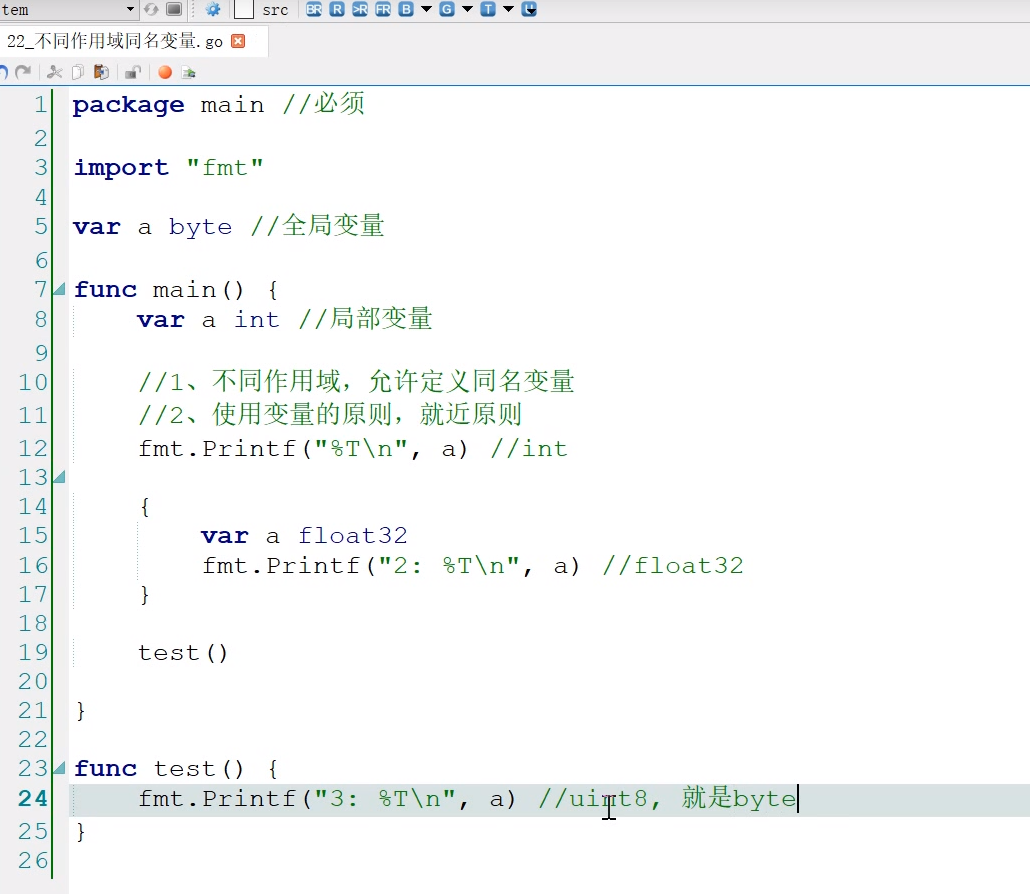 tem
src
BR R >R FR B G T
22_不同作用域同名变量.go
1 package main //必须
2
3 import "fmt"
4
5 var a byte //全局变量
6
7 func main() {
8     var a int //局部变量
9
10     //1、不同作用域，允许定义同名变量
11     //2、使用变量的原则，就近原则
12     fmt.Printf("%T\n", a) //int
13
14     {
15         var a float32
16         fmt.Printf("2: %T\n", a) //float32
17     }
18
19     test()
20
21 }
22
23 func test() {
24     fmt.Printf("3: %T\n", a) //uint8, 就是byte
25 }
26